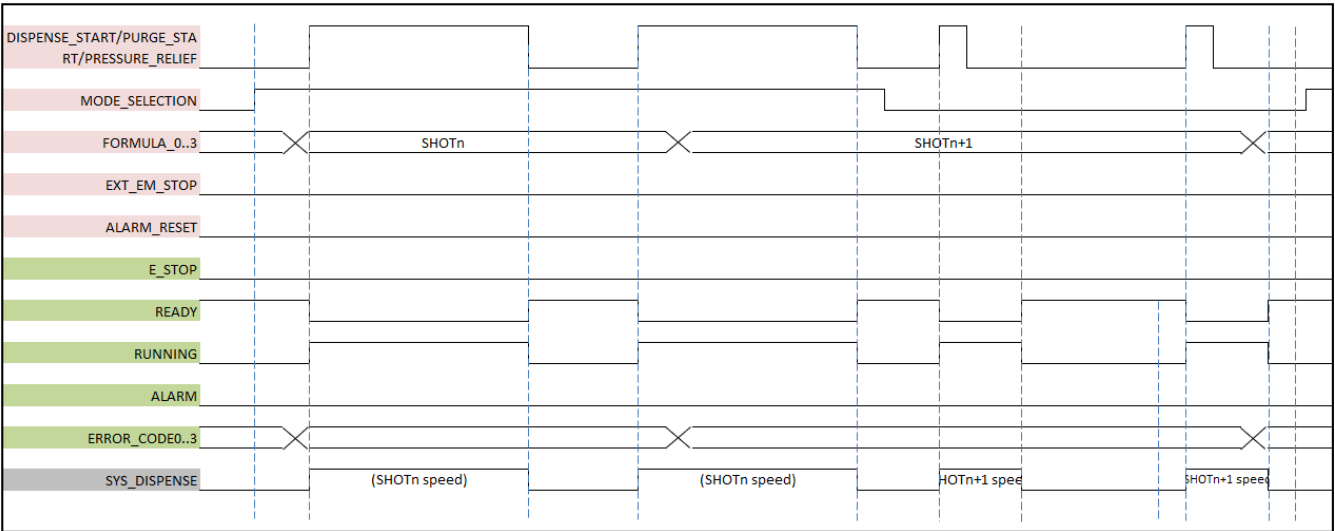 DISPENSE_START/PURGE_STA
RT/PRESSURE_RELIEF
MODE_SELECTION
FORMULA_0..3
SHOTn
SHOTn+1
EXT_EM_STOP
ALARM_RESET
E_STOP
READY
RUNNING
ALARM
ERROR_CODE0..3
SYS_DISPENSE
(SHOTn speed)
(SHOTn speed)
HOTn+1 spee
SHOTn+1 speed